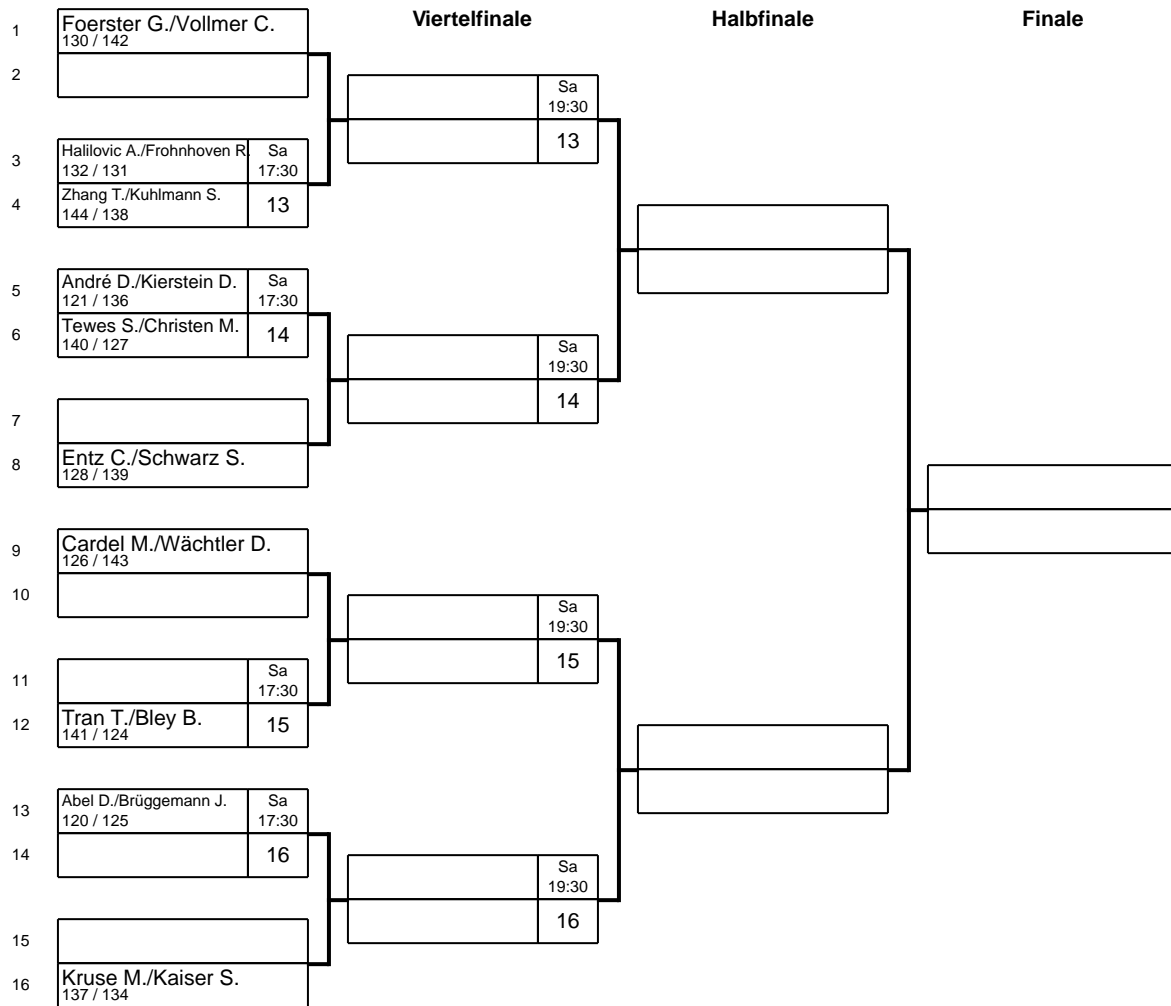 Viertelfinale Halbfinale Finale
1 Foerster G./Vollmer C.
130 / 142
2
Sa
19:30
13
3 Halilovic A./Frohnhoven R. Sa
132 / 131 17:30
4 Zhang T./Kuhlmann S. 13
144 / 138
5 André D./Kierstein D. Sa
121 / 136 17:30
6 Tewes S./Christen M. 14
140 / 127
Sa
19:30
14
7
8 Entz C./Schwarz S.
128 / 139
9 Cardel M./Wächtler D.
126 / 143
10
Sa
19:30
15
11 Sa
17:30
12 Tran T./Bley B. 15
141 / 124
13 Abel D./Brüggemann J. Sa
120 / 125 17:30
14 16
Sa
19:30
16
15
16 Kruse M./Kaiser S.
137 / 134